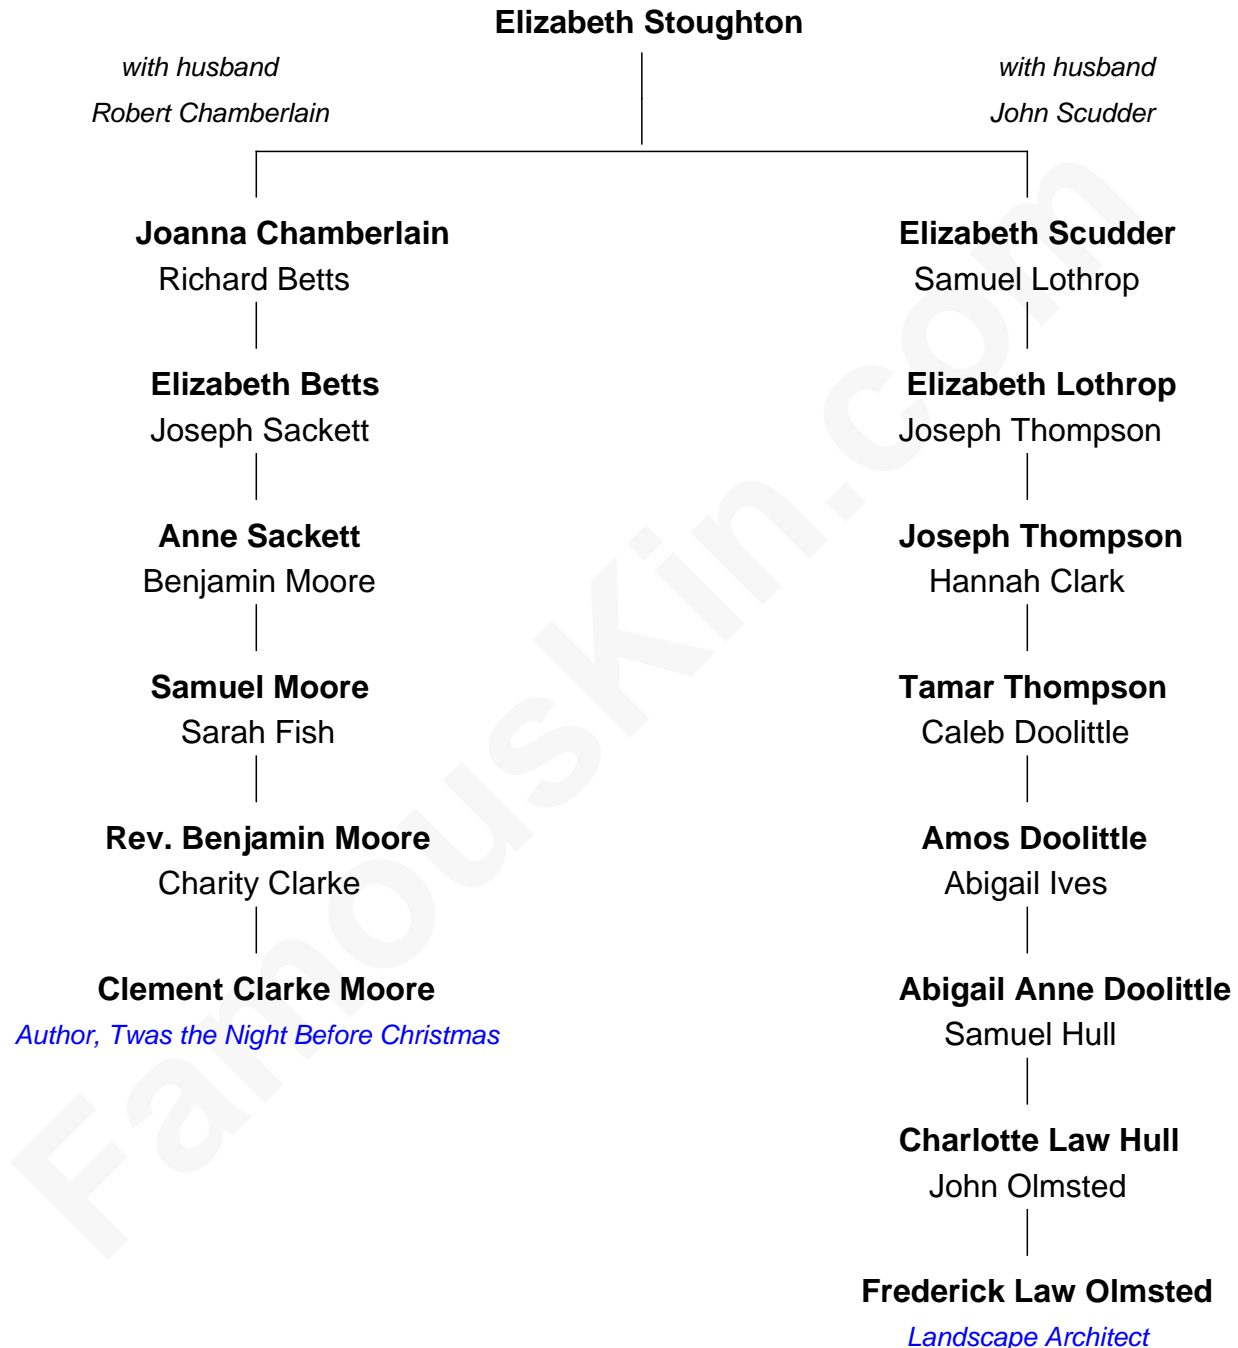 Elizabeth Stoughton
with husband
Robert Chamberlain
with husband
John Scudder
Joanna Chamberlain
Richard Betts
Elizabeth Betts
Joseph Sackett
Anne Sackett
Benjamin Moore
Samuel Moore
Sarah Fish
Rev. Benjamin Moore
Charity Clarke
Clement Clarke Moore
Author, Twas the Night Before Christmas
Elizabeth Scudder
Samuel Lothrop
Elizabeth Lothrop
Joseph Thompson
Joseph Thompson
Hannah Clark
Tamar Thompson
Caleb Doolittle
Amos Doolittle
Abigail Ives
Abigail Anne Doolittle
Samuel Hull
Charlotte Law Hull
John Olmsted
Frederick Law Olmsted
Landscape Architect
FamousKin.com